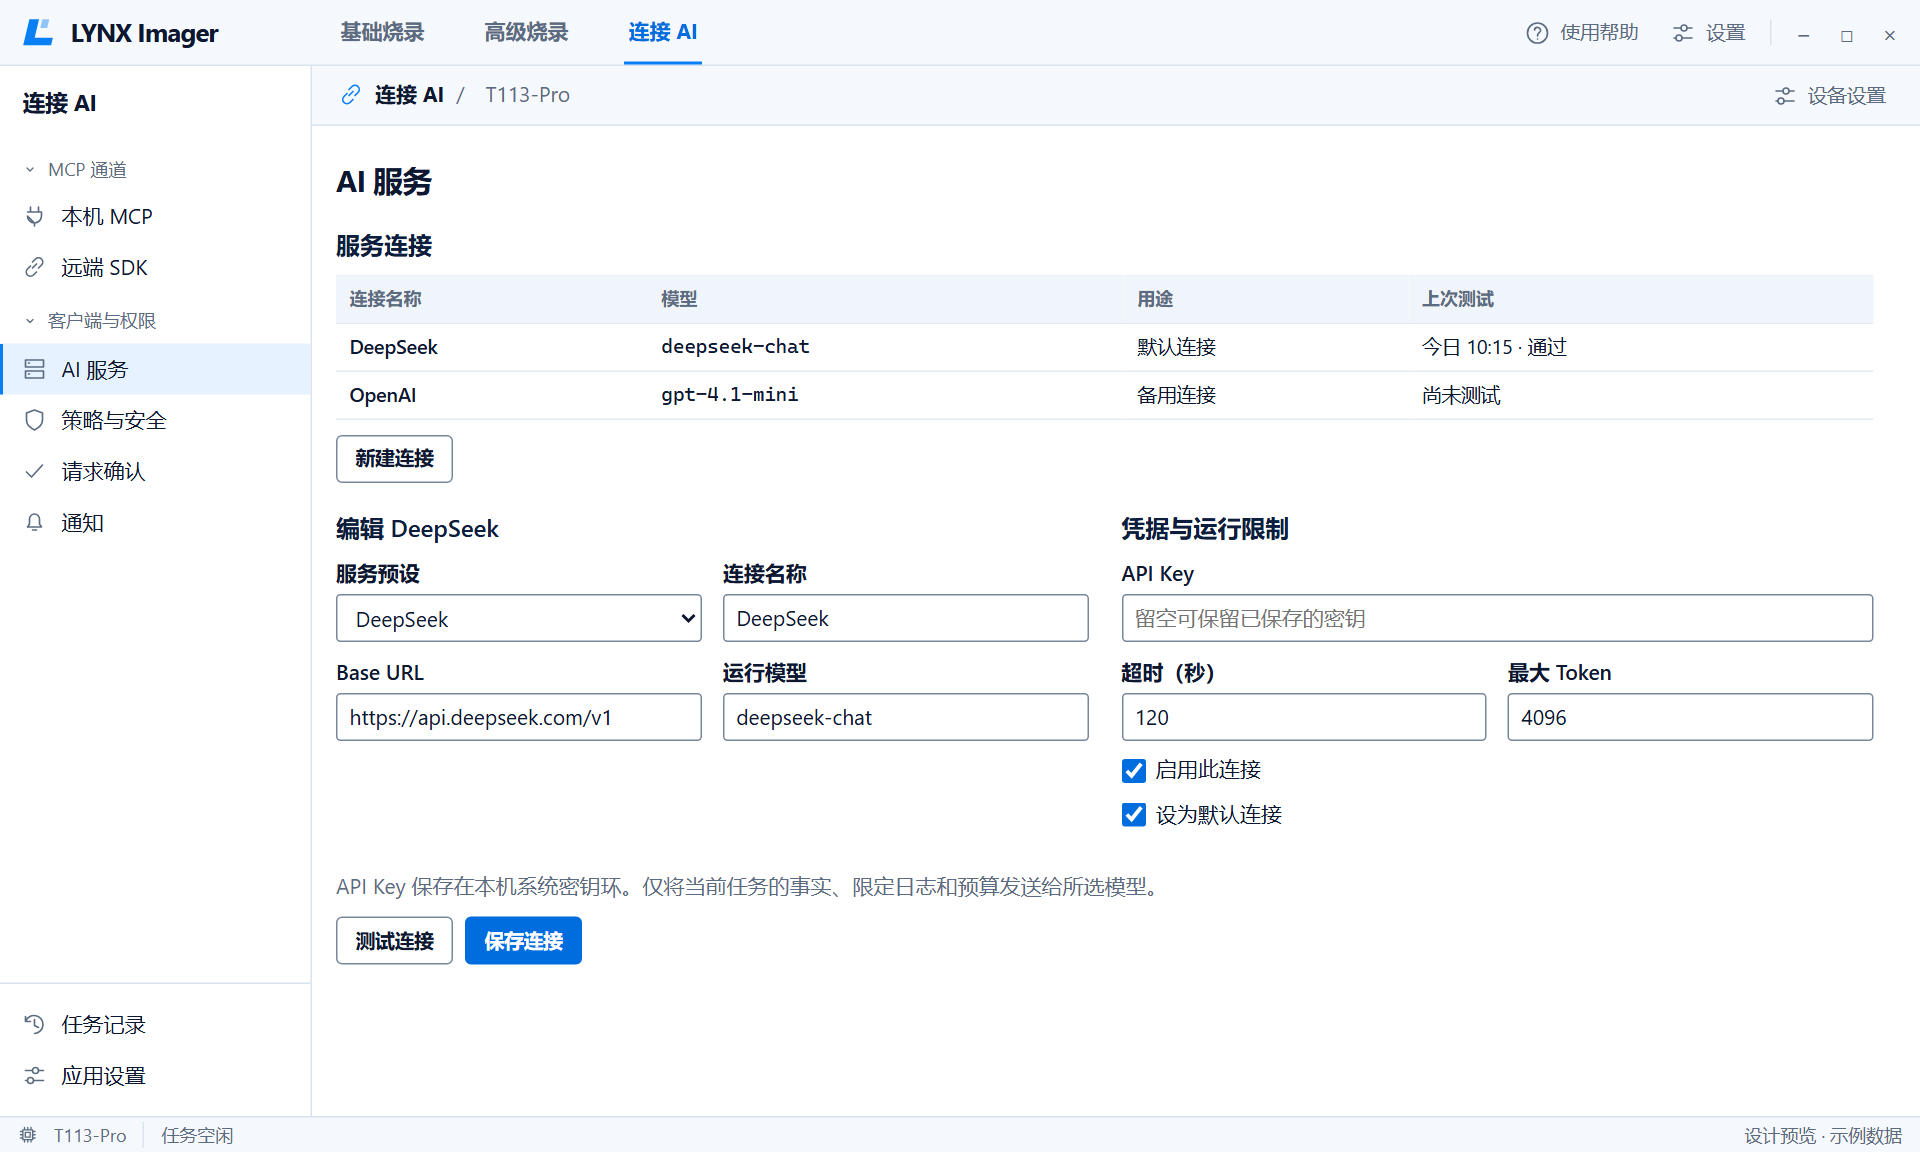 LYNX Imager
基础烧录
高级烧录
连接 AI
使用帮助
设置
连接 AI
MCP 通道
本机 MCP
远端 SDK
客户端与权限
AI 服务
策略与安全
请求确认
通知
任务记录
应用设置
连接 AI / T113-Pro
设备设置
AI 服务
服务连接
连接名称 模型 用途 上次测试
DeepSeek deepseek-chat 默认连接 今日 10:15 · 通过
OpenAI gpt-4.1-mini 备用连接 尚未测试
新建连接
编辑 DeepSeek
服务预设 连接名称
DeepSeek DeepSeek
Base URL 运行模型
https://api.deepseek.com/v1 deepseek-chat
凭据与运行限制
API Key
留空可保留已保存的密钥
超时（秒） 最大 Token
120 4096
启用此连接
设为默认连接
API Key 保存在本机系统密钥环。仅将当前任务的事实、限定日志和预算发送给所选模型。
测试连接 保存连接
T113-Pro 任务空闲
设计预览 · 示例数据